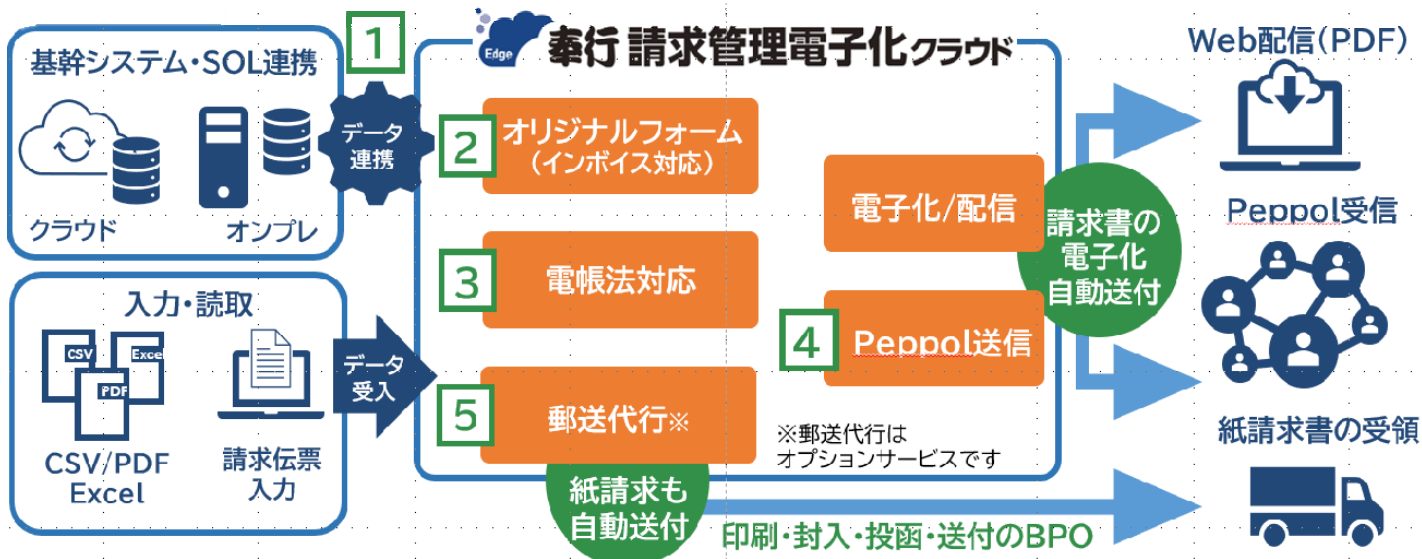 基幹システム・SOL連携
クラウド
オンプレ
1
データ
連携
入力・読取
CSV
Excel
PDF
CSV/PDF
Excel
請求伝票
入力
データ
受入
Edge
奉行 請求管理電子化クラウド
2
オリジナルフォーム
(インボイス対応)
3
電帳法対応
5
郵送代行※
電子化/配信
4
Peppol送信
※郵送代行は
オプションサービスです
請求書の
電子化
自動送付
紙請求も
自動送付
印刷・封入・投函・送付のBPO
Web配信(PDF)
Peppol受信
紙請求書の受領